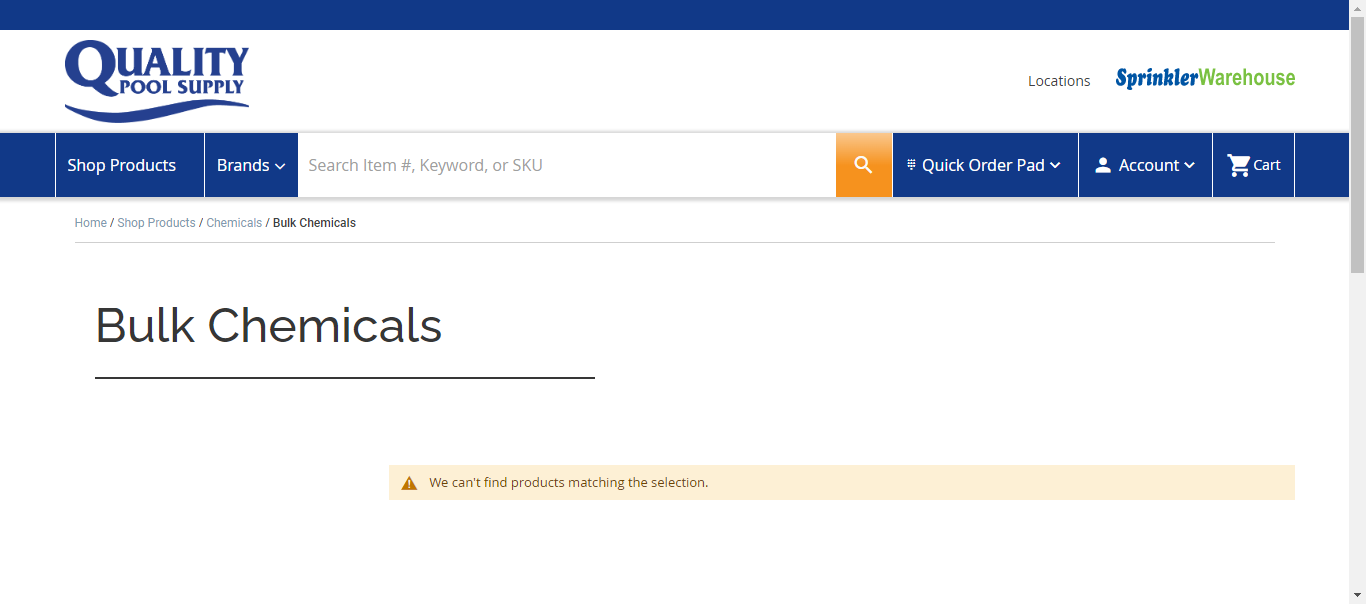 QUALITY
POOL SUPPLY
Locations
SprinklerWarehouse
Shop Products
Brands
Search Item #, Keyword, or SKU
Quick Order Pad
Account
Cart
Home / Shop Products / Chemicals / Bulk Chemicals
Bulk Chemicals
We can't find products matching the selection.